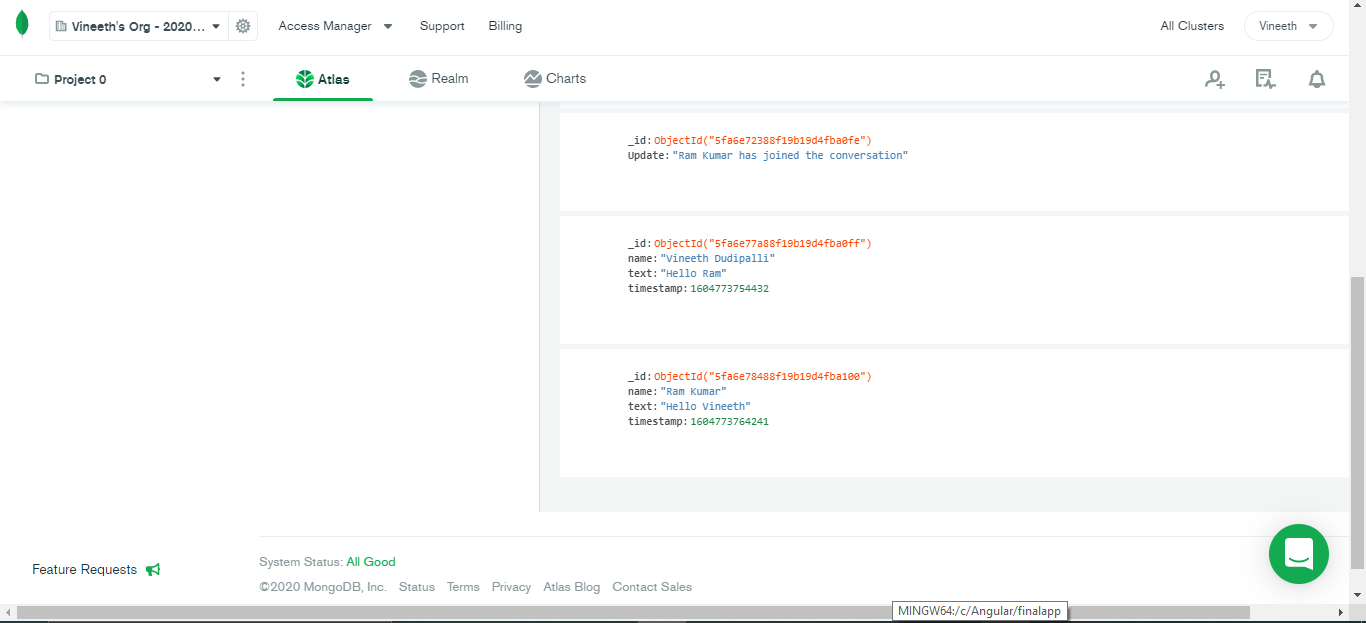 Vineeth's Org - 2020... Access Manager Support Billing All Clusters Vineeth
Project 0 Atlas Realm Charts
_id: ObjectId("5fa6e72388f19b19d4fba0fe")
Update: "Ram Kumar has joined the conversation"
_id: ObjectId("5fa6e77a88f19b19d4fba0ff")
name: "Vineeth Dudipalli"
text: "Hello Ram"
timestamp: 1604773754432
_id: ObjectId("5fa6e78488f19b19d4fba100")
name: "Ram Kumar"
text: "Hello Vineeth"
timestamp: 1604773764241
System Status: All Good
Feature Requests
©2020 MongoDB, Inc. Status Terms Privacy Atlas Blog Contact Sales
MINGW64:/c/Angular/finalapp